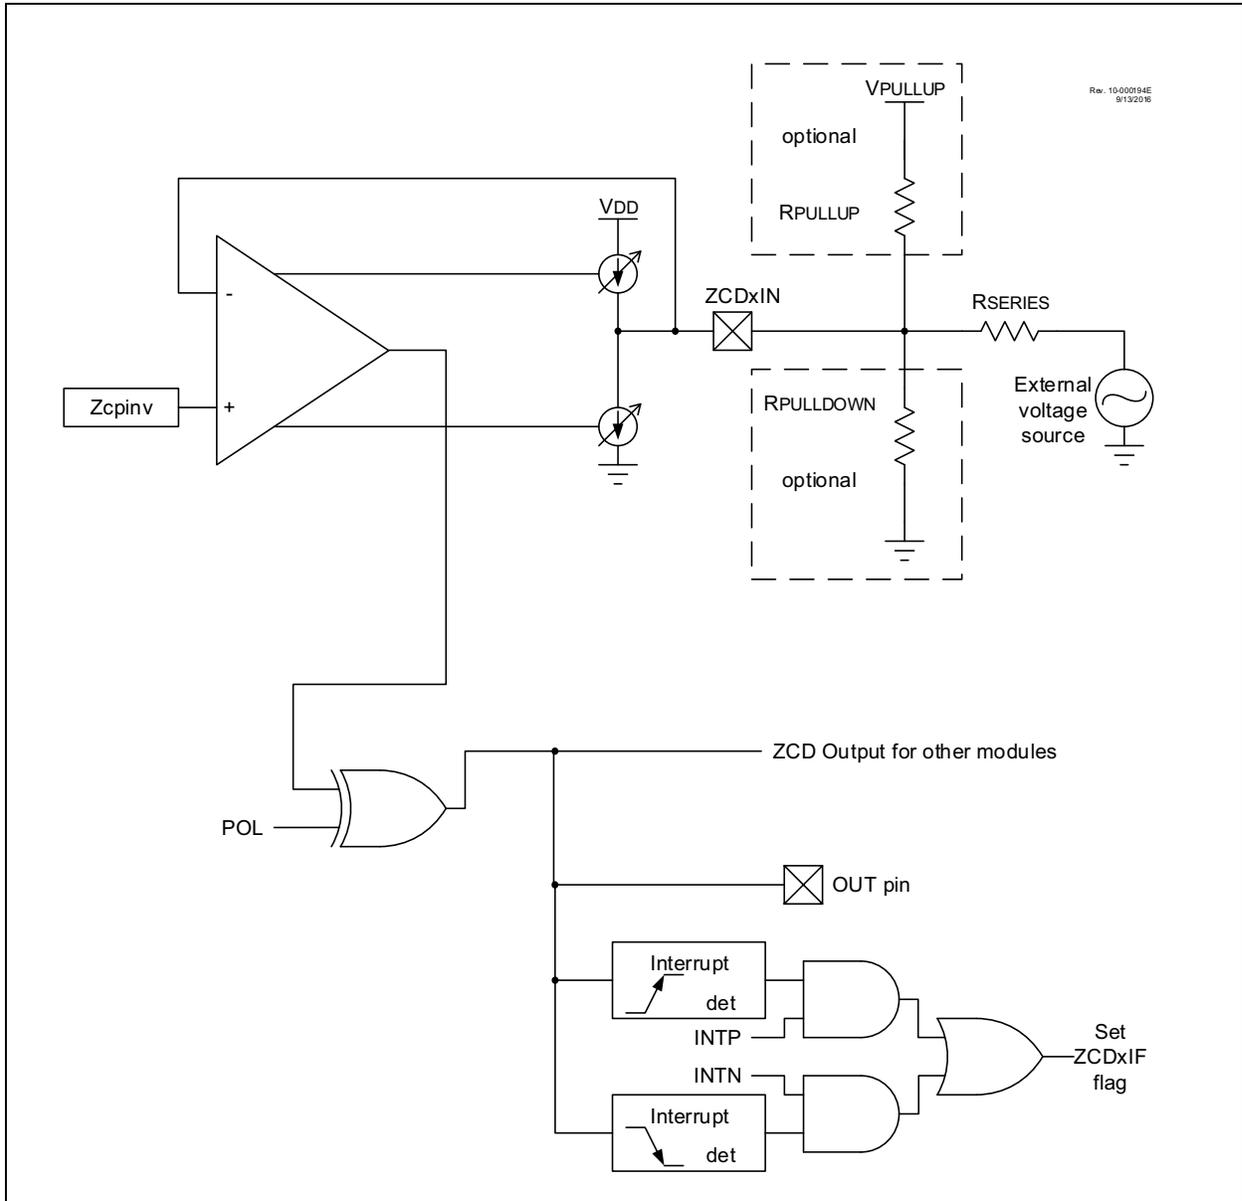 VPULLUP
Rev. 10-000194E
9/13/2016
optional
RPULLUP
VDD
-
ZCDxIN
RSERIES
Zcpinv
+
RPULLDOWN
External
voltage
source
optional
ZCD Output for other modules
POL
OUT pin
Interrupt
det
INTP
INTN
Interrupt
det
Set
ZCDxIF
flag